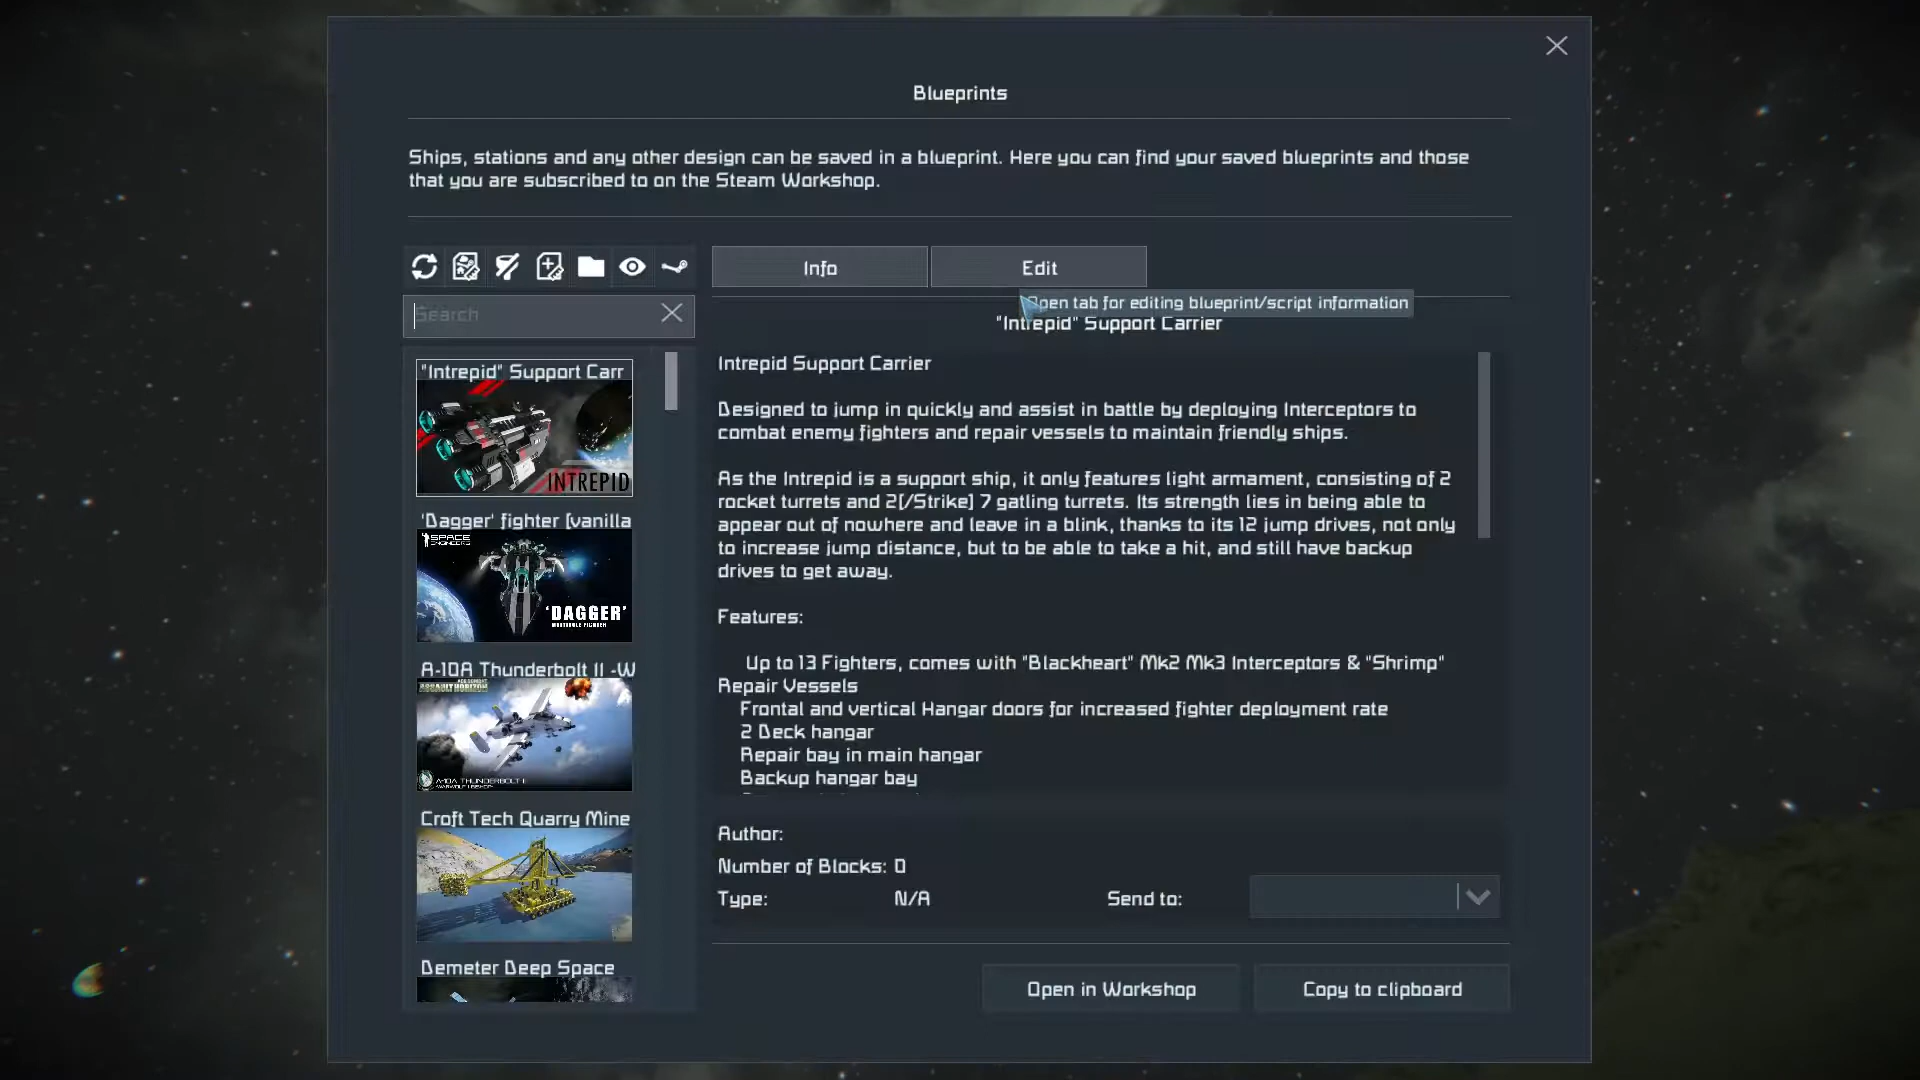 Blueprints
Ships, stations and any other design can be saved in a blueprint. Here you can find your saved blueprints and those
that you are subscribed to on the Steam Workshop.
Info
Edit
Open tab for editing blueprint/script information
Search
"Intrepid" Support Carrier
"Intrepid" Support Carr
INTREPID
'Dagger' fighter [vanilla
SPACE
ENGINEERS
'DAGGER'
A-10A Thunderbolt II -W
ASSAULT HORIZON
A-10A THUNDERBOLT II
Croft Tech Quarry Mine
Demeter Deep Space
Intrepid Support Carrier
Designed to jump in quickly and assist in battle by deploying Interceptors to
combat enemy fighters and repair vessels to maintain friendly ships.
As the Intrepid is a support ship, it only features light armament, consisting of 2
rocket turrets and 2[/Strike] 7 gatling turrets. Its strength lies in being able to
appear out of nowhere and leave in a blink, thanks to its 12 jump drives, not only
to increase jump distance, but to be able to take a hit, and still have backup
drives to get away.
Features:
Up to 13 Fighters, comes with "Blackheart" Mk2 Mk3 Interceptors & "Shrimp"
Repair Vessels
Frontal and vertical Hangar doors for increased fighter deployment rate
2 Deck hangar
Repair bay in main hangar
Backup hangar bay
Author:
Number of Blocks: 0
Type: N/A
Send to:
Open in Workshop
Copy to clipboard